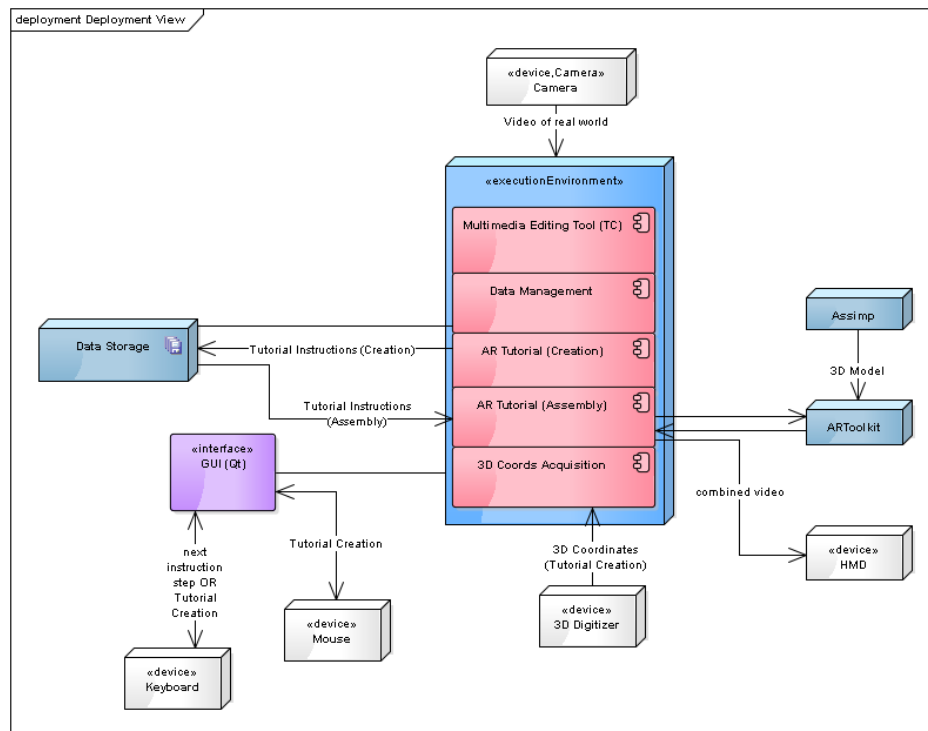 deployment Deployment View
«device,Camera»
Camera
Video of real world
«executionEnvironment»
Multimedia Editing Tool (TC)
Data Management
AR Tutorial (Creation)
AR Tutorial (Assembly)
3D Coords Acquisition
Data Storage
Tutorial Instructions (Creation)
Tutorial Instructions
(Assembly)
Assimp
3D Model
ARToolkit
combined video
«device»
HMD
«interface»
GUI (Qt)
Tutorial Creation
next
instruction
step OR
Tutorial
Creation
3D Coordinates
(Tutorial Creation)
«device»
3D Digitizer
«device»
Mouse
«device»
Keyboard